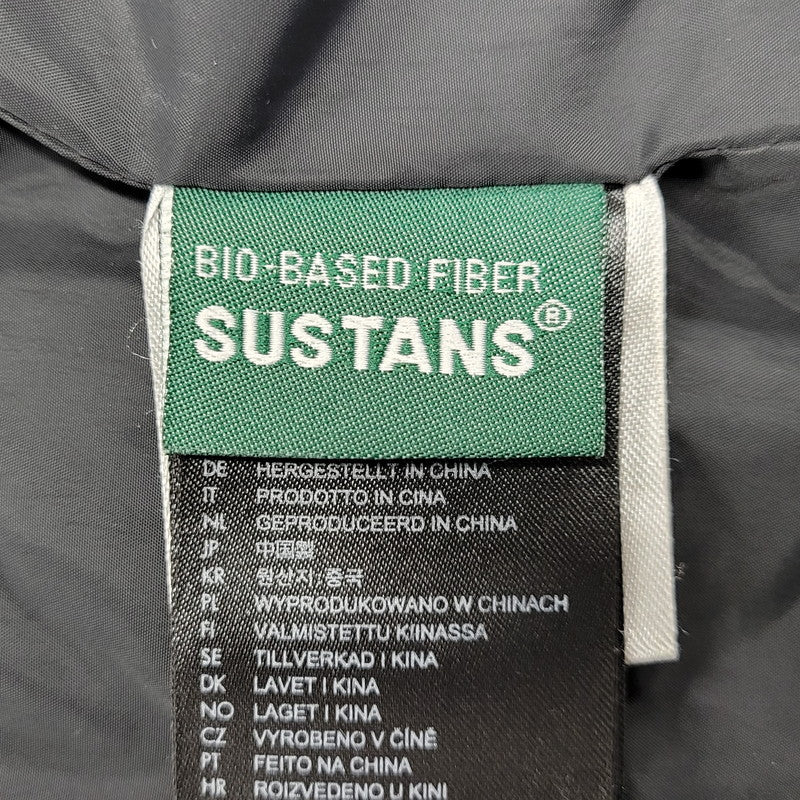 BIO-BASED FIBER
SUSTANS®
DE HERGESTELLT IN CHINA
IT PRODOTTO IN CINA
NL GEPRODUCEERD IN CHINA
JP 中国製
KR 원산지: 중국
PL WYPRODUKOWANO W CHINACH
FI VALMISTETTU KIINASSA
SE TILLVERKAD I KINA
DK LAVET I KINA
NO LAGET I KINA
CZ VYROBENO V ČÍNĚ
PT FEITO NA CHINA
HR ROIZVEDENO U KINI